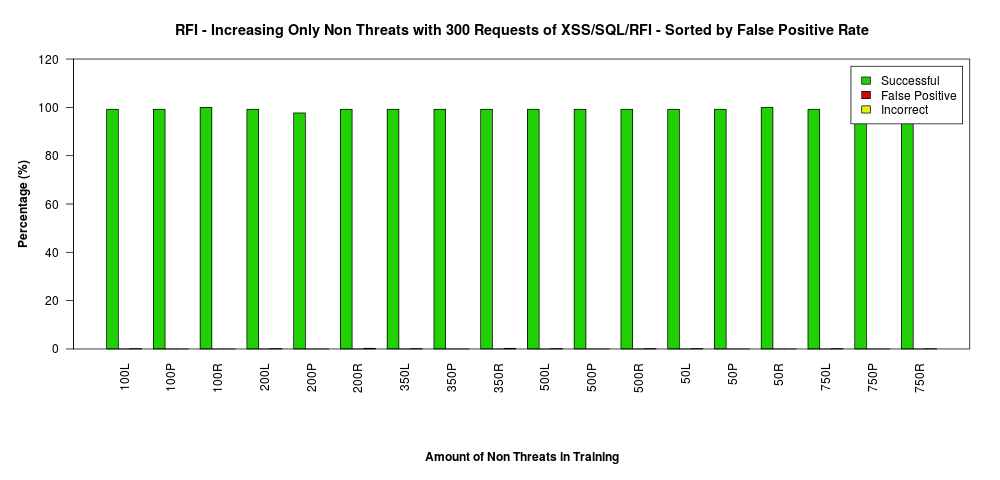 RFI - Increasing Only Non Threats with 300 Requests of XSS/SQL/RFI - Sorted by False Positive Rate
Successful
False Positive
Incorrect
Percentage (%)
120
100
80
60
40
20
0
100L
100P
100R
200L
200P
200R
350L
350P
350R
500L
500P
500R
50L
50P
50R
750L
750P
750R
Amount of Non Threats in Training